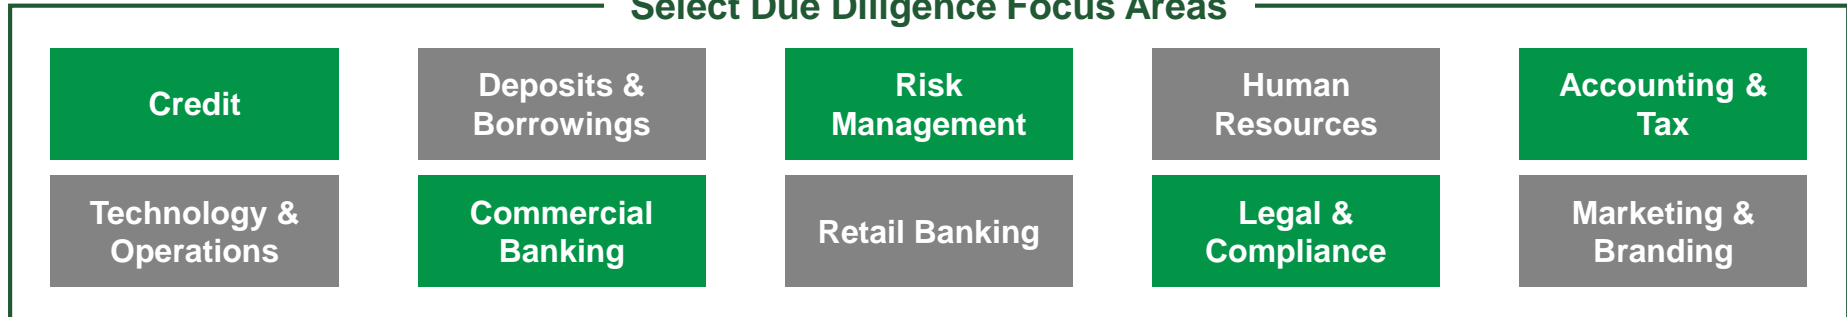 Select Due Diligence Focus Areas
Credit
Deposits &
Borrowings
Risk
Management
Human
Resources
Accounting &
Tax
Technology &
Operations
Commercial
Banking
Retail Banking
Legal &
Compliance
Marketing &
Branding